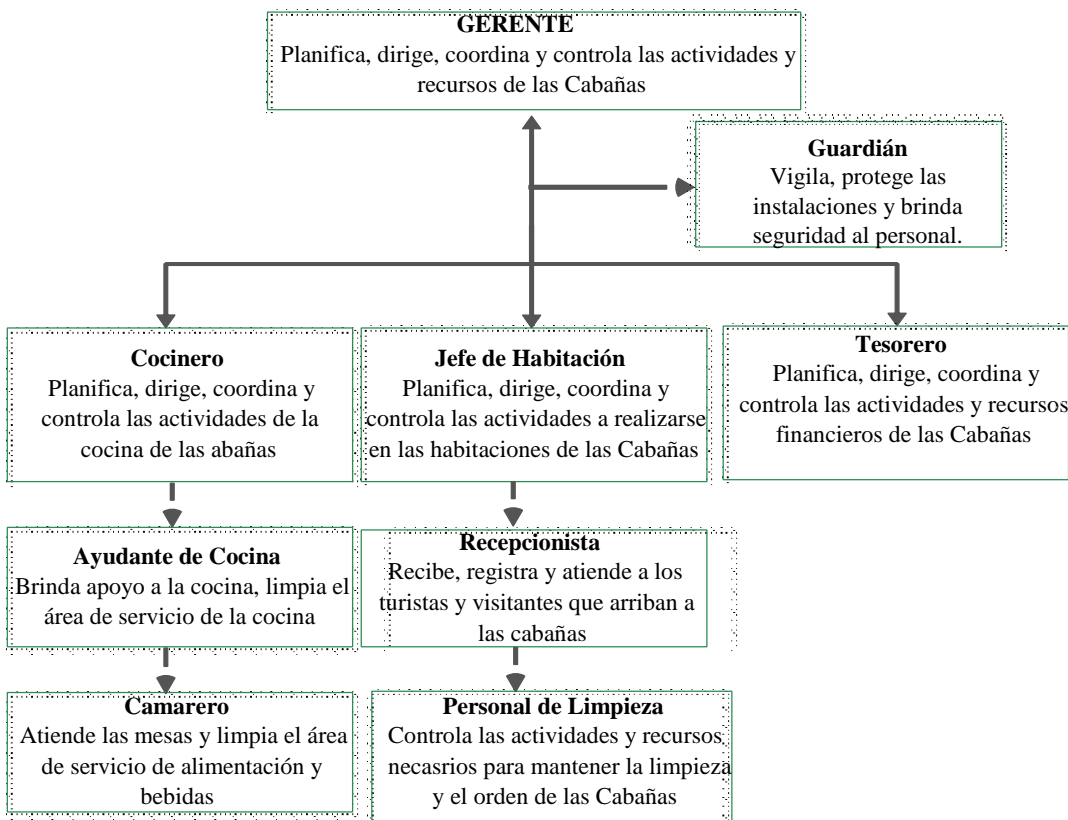 GERENTE
Planifica, dirige, coordina y controla las actividades y
recursos de las Cabañas
Guardián
Vigila, protege las
instalaciones y brinda
seguridad al personal.
Cocinero
Planifica, dirige, coordina y
controla las actividades de la
cocina de las abañas
Jefe de Habitación
Planifica, dirige, coordina y
controla las actividades a realizarse
en las habitaciones de las Cabañas
Tesorero
Planifica, dirige, coordina y
controla las actividades y recursos
financieros de las Cabañas
Ayudante de Cocina
Brinda apoyo a la cocina, limpia el
área de servicio de la cocina
Recepcionista
Recibe, registra y atiende a los
turistas y visitantes que arriban a
las cabañas
Camarero
Atiende las mesas y limpia el área
de servicio de alimentación y
bebidas
Personal de Limpieza
Controla las actividades y recursos
necasrios para mantener la limpieza
y el orden de las Cabañas